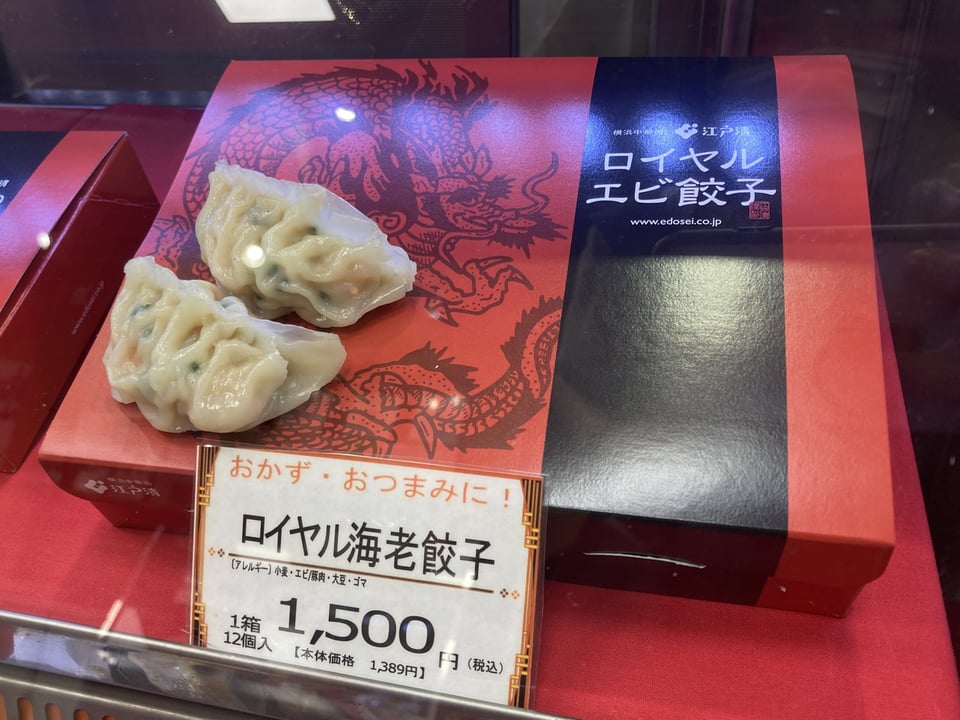 横浜中華街 江戸清
ロイヤル
エビ餃子
www.edosei.co.jp
江戸清
おかず・おつまみに！
ロイヤル海老餃子
【アレルギー】小麦・エビ/豚肉・大豆・ゴマ
1箱
12個入
1,500円（税込）
【本体価格 1,389円】